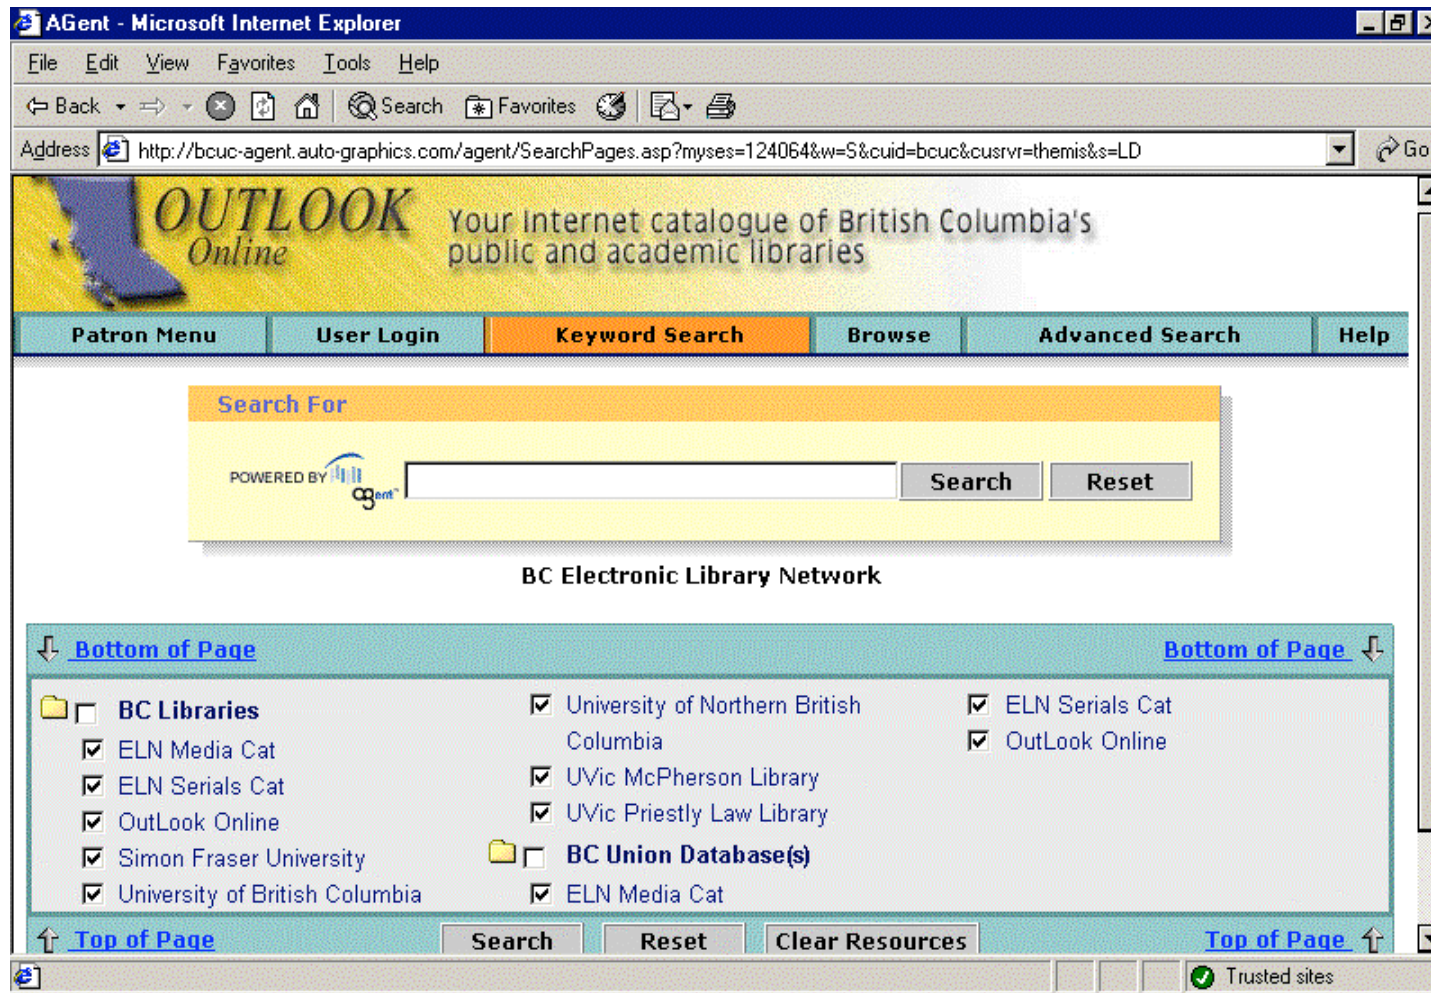 AGent - Microsoft Internet Explorer
File Edit View Favorites Tools Help
Back Search Favorites
Address http://bcuc-agent.auto-graphics.com/agent/SearchPages.asp?myses=124064&w=S&cuid=bcuc&cusrvr=themis&s=LD Go
OUTLOOK
Online
Your Internet catalogue of British Columbia's
public and academic libraries
Patron Menu User Login Keyword Search Browse Advanced Search Help
Search For
POWERED BY agent™ Search Reset
BC Electronic Library Network
Bottom of Page Bottom of Page
BC Libraries
ELN Media Cat
ELN Serials Cat
OutLook Online
Simon Fraser University
University of British Columbia
University of Northern British
Columbia
UVic McPherson Library
UVic Priestly Law Library
BC Union Database(s)
ELN Media Cat
ELN Serials Cat
OutLook Online
Top of Page Search Reset Clear Resources Top of Page
Trusted sites